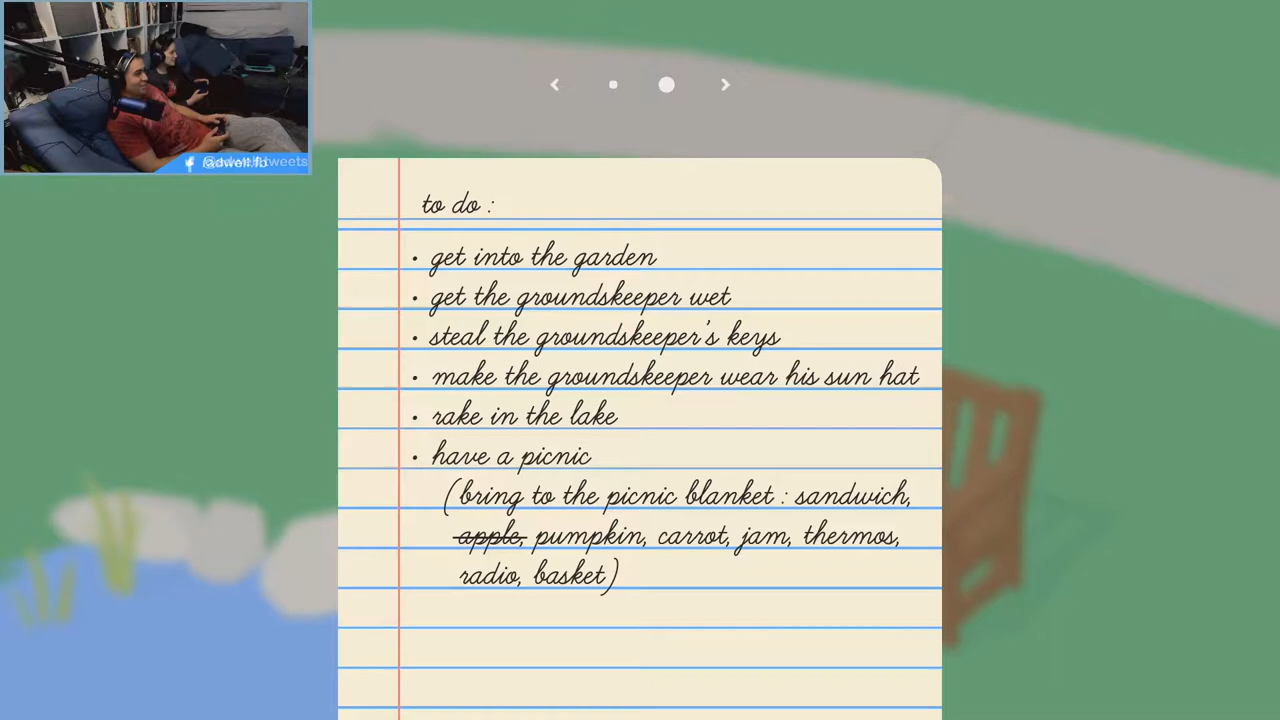 to do :
• get into the garden
• get the groundskeeper wet
• steal the groundskeeper's keys
• make the groundskeeper wear his sun hat
• rake in the lake
• have a picnic
(bring to the picnic blanket : sandwich,
apple, pumpkin, carrot, jam, thermos,
radio, basket)